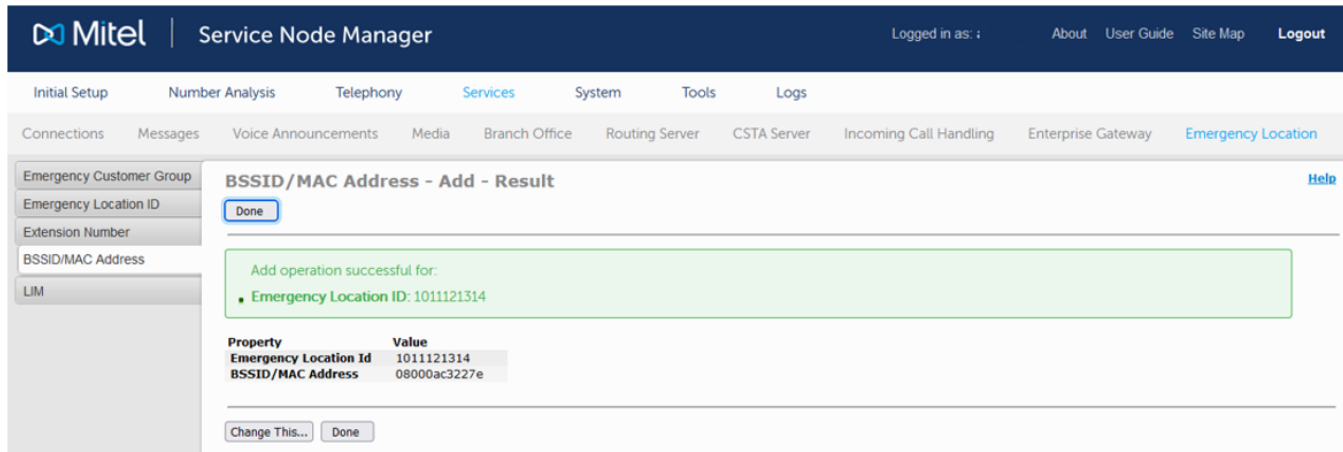 Mitel | Service Node Manager Logged in as: About User Guide Site Map Logout
Initial Setup Number Analysis Telephony Services System Tools Logs
Connections Messages Voice Announcements Media Branch Office Routing Server CSTA Server Incoming Call Handling Enterprise Gateway Emergency Location
Emergency Customer Group
Emergency Location ID
Extension Number
BSSID/MAC Address
LIM
BSSID/MAC Address - Add - Result Help
Done
Add operation successful for:
• Emergency Location ID: 1011121314
Property Value
Emergency Location Id 1011121314
BSSID/MAC Address 08000ac3227e
Change This... Done